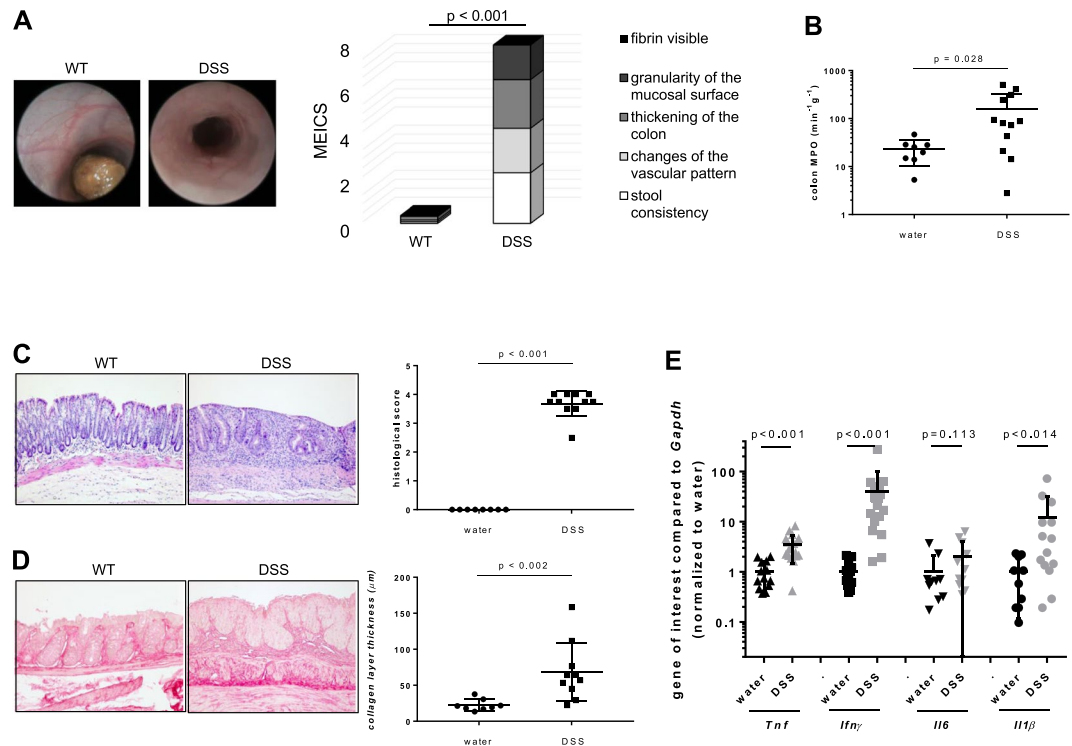 A
WT
DSS
p < 0.001
MEICS
8
6
4
2
0
WT
DSS
fibrin visible
granularity of the
mucosal surface
thickening of the
colon
changes of the
vascular pattern
stool
consistency
B
p = 0.028
colon MPO (min⁻¹g⁻¹)
1000
100
10
1
water
DSS
C
WT
DSS
p < 0.001
histological score
5
4
3
2
1
0
water
DSS
D
WT
DSS
p < 0.002
collagen layer thickness (μm)
200
150
100
50
0
water
DSS
E
gene of interest compared to Gapdh
(normalized to water)
p<0.001
p<0.001
p=0.113
p<0.014
100
10
1
0.1
water
DSS
.
water
DSS
.
water
DSS
.
water
DSS
Tnf
Ifnγ
Il6
Il1β